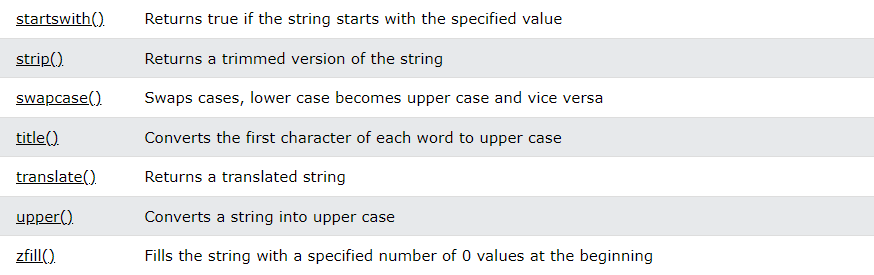 startswith() Returns true if the string starts with the specified value
strip() Returns a trimmed version of the string
swapcase() Swaps cases, lower case becomes upper case and vice versa
title() Converts the first character of each word to upper case
translate() Returns a translated string
upper() Converts a string into upper case
zfill() Fills the string with a specified number of 0 values at the beginning